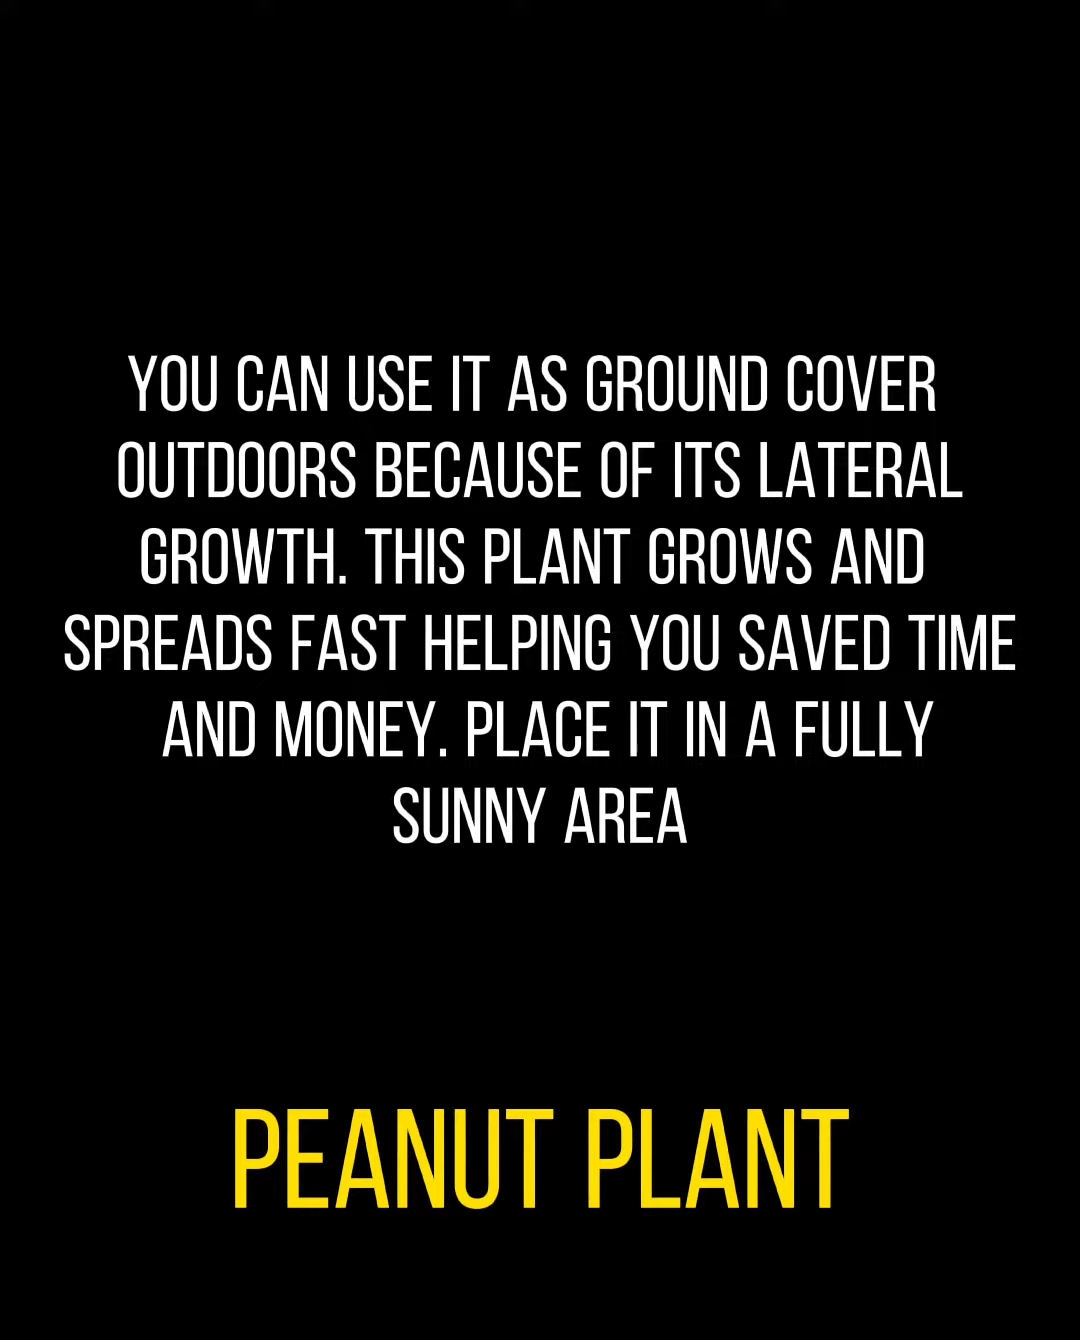 YOU CAN USE IT AS GROUND COVER
OUTDOORS BECAUSE OF ITS LATERAL
GROWTH. THIS PLANT GROWS AND
SPREADS FAST HELPING YOU SAVED TIME
AND MONEY. PLACE IT IN A FULLY
SUNNY AREA
PEANUT PLANT